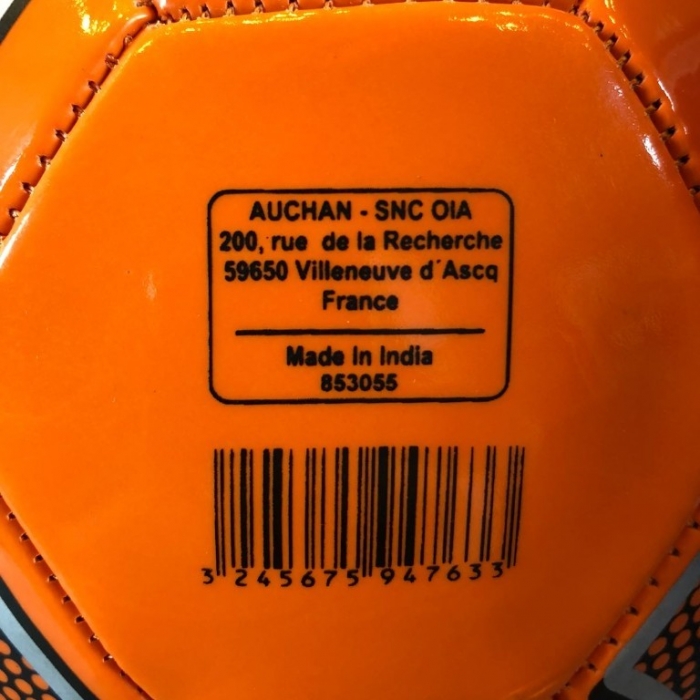 AUCHAN - SNC OIA
200, rue de la Recherche
59650 Villeneuve d´Ascq
France
Made In India
853055
3 245675 947633